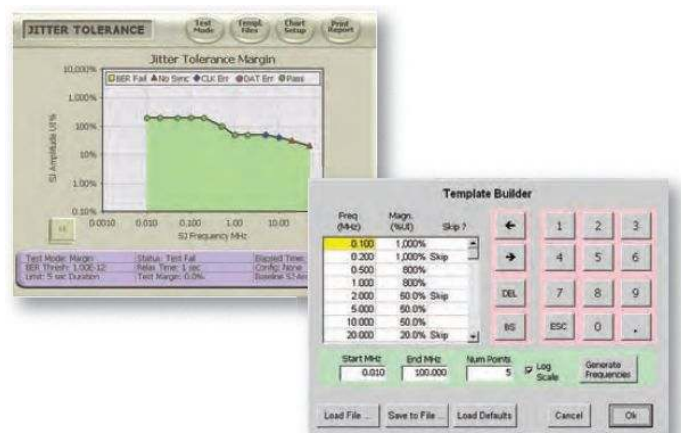 JITTER TOLERANCE
Test Mode
Templ. Files
Chart Setup
Print Report
Jitter Tolerance Margin
BER Fail No Sync CLK Err DAT Err Pass
SJ Amplitude UI%
10,000%
1,000%
100%
10%
1.00%
0.10%
0.0010 0.010 0.100 1.00 10.00
SJ Frequency MHz
Test Mode: Margin Status: Test Fail Elapsed Time:
BER Thresh: 1.00E-12 Relax Time: 1 sec Config: None
Limit: 5 sec Duration Test Margin: 0.0% Baseline SJ
Template Builder
Freq (MHz) Magn. (%UI) Skip ?
0.100 1,000%
0.200 1,000% Skip
0.500 800%
1.000 800%
2.000 50.0% Skip
5.000 50.0%
10.000 50.0%
20.000 20.0% Skip
1 2 3
4 5 6
DEL 7 8 9
BS ESC 0 .
Start MHz End MHz Num Points
0.010 100.000 5
Log Scale
Generate Frequencies
Load File ... Save to File ... Load Defaults Cancel Ok